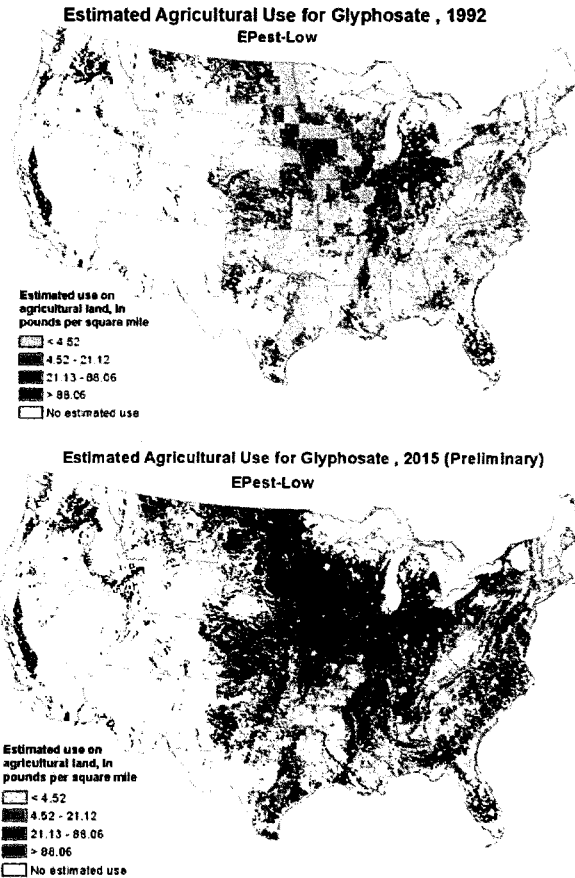 Estimated Agricultural Use for Glyphosate , 1992
EPest-Low
Estimated use on
agricultural land, in
pounds per square mile
< 4.52
4.52 - 21.12
21.13 - 88.06
> 88.06
No estimated use
Estimated Agricultural Use for Glyphosate , 2015 (Preliminary)
EPest-Low
Estimated use on
agricultural land, in
pounds per square mile
< 4.52
4.52 - 21.12
21.13 - 88.06
> 88.06
No estimated use